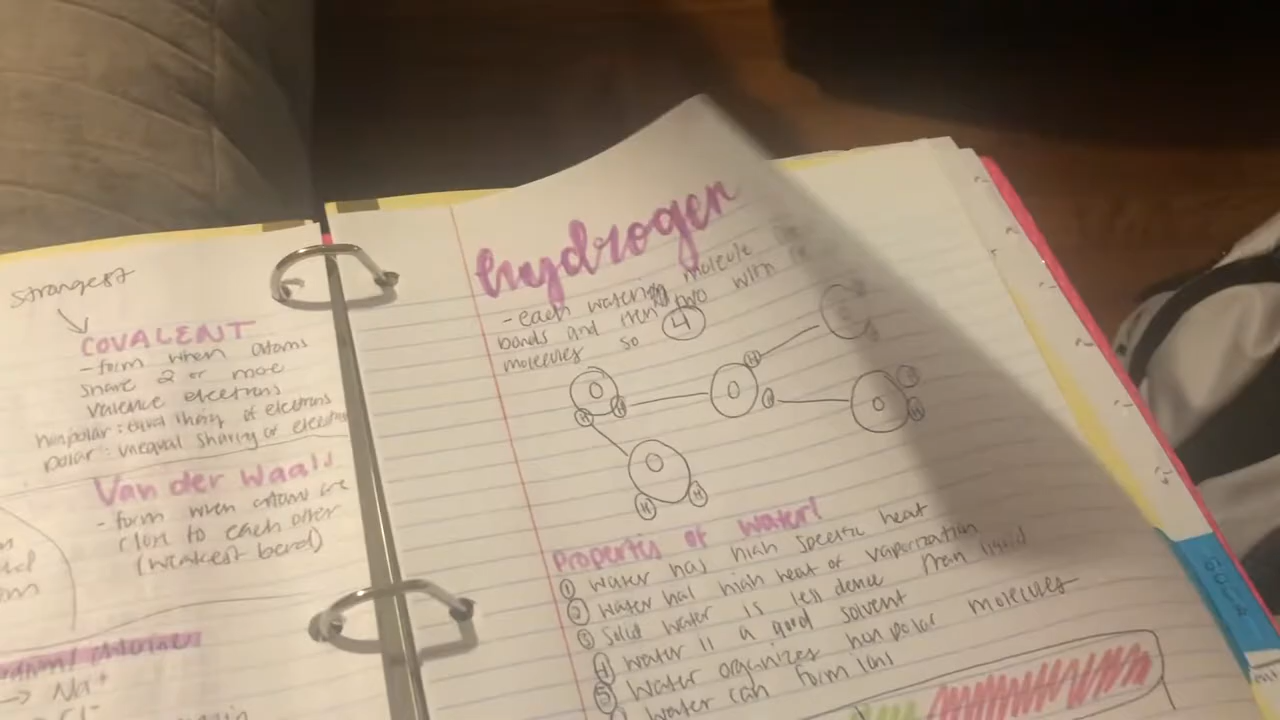 strongest
COVALENT
- form when atoms
share 2 or more
valence electrons
nonpolar: equal sharing of electrons
polar: unequal sharing of electrons
Van der Waals
- form when atoms are
close to each other
(weakest bond)
→ Na+
Cl-
hydrogen
- each water molecule
bonds and two with
molecules so 4
O
H
H
O
H
H
O
H
O
H
O
H
Properties of Water!
① Water has high specific heat
② Water has high heat of vaporization
③ Solid water is less dence than liquid
④ Water is a good solvent
⑤ Water organizes nonpolar molecules
Water can form ions